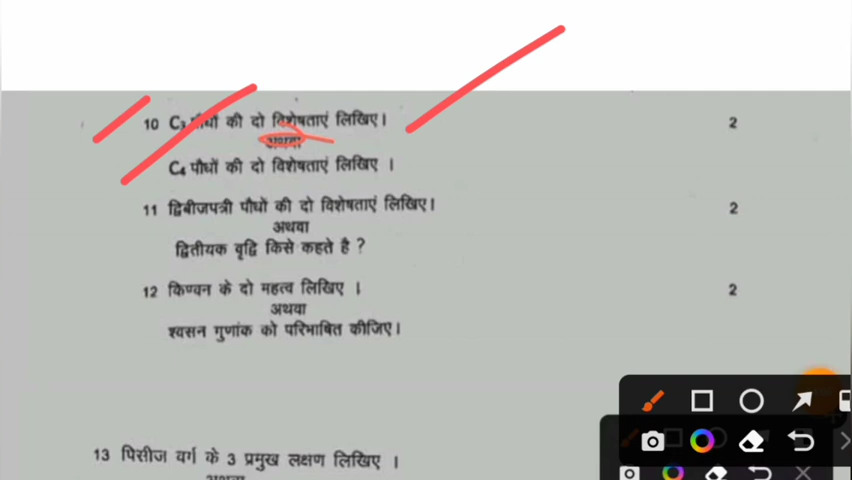 10 C₃ पौधों की दो विशेषताएं लिखिए। 2
अथवा
C₄ पौधों की दो विशेषताएं लिखिए ।
11 द्विबीजपत्री पौधों की दो विशेषताएं लिखिए। 2
अथवा
द्वितीयक वृद्धि किसे कहते है ?
12 किण्वन के दो महत्व लिखिए । 2
अथवा
श्वसन गुणांक को परिभाषित कीजिए।
13 पिसीज वर्ग के 3 प्रमुख लक्षण लिखिए ।